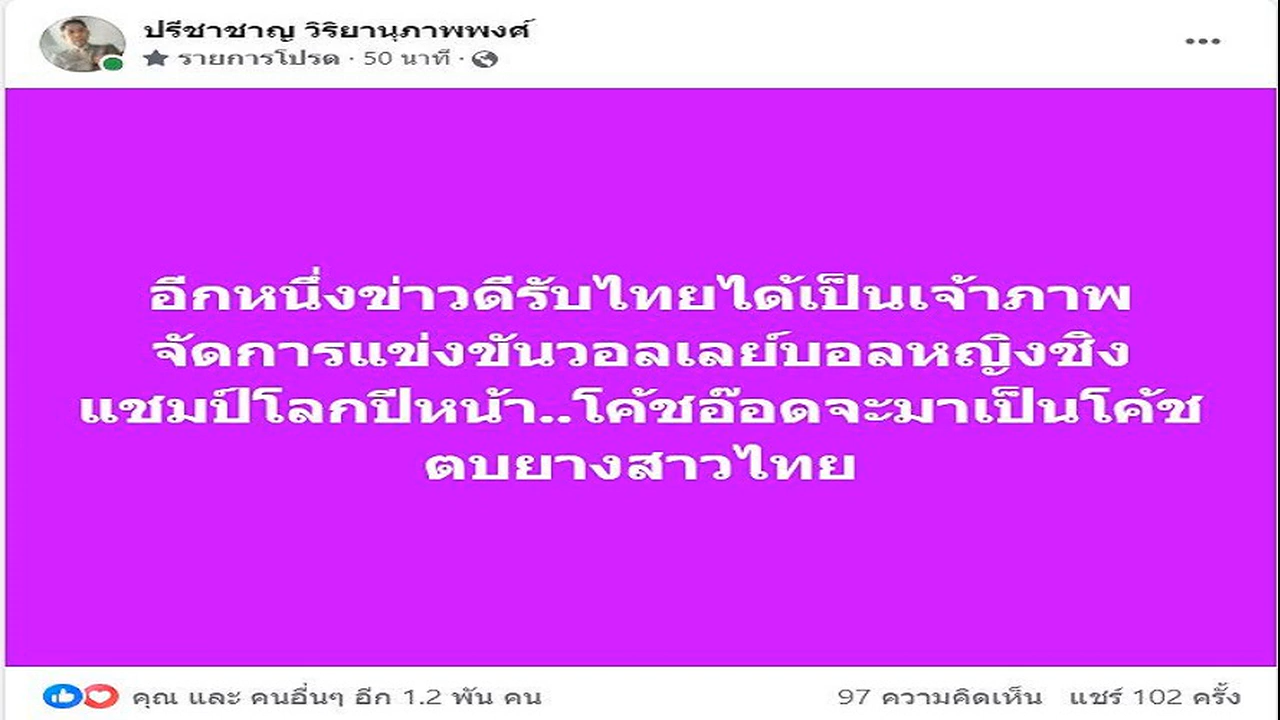 ปรีชาชาญ วิริยานุภาพพงศ์
รายการโปรด · 50 นาที ·
อีกหนึ่งข่าวดีรับไทยได้เป็นเจ้าภาพ
จัดการแข่งขันวอลเลย์บอลหญิงชิง
แชมป์โลกปีหน้า..โค้ชอ๊อดจะมาเป็นโค้ช
ตบยางสาวไทย
คุณ และ คนอื่นๆ อีก 1.2 พัน คน
97 ความคิดเห็น แชร์ 102 ครั้ง